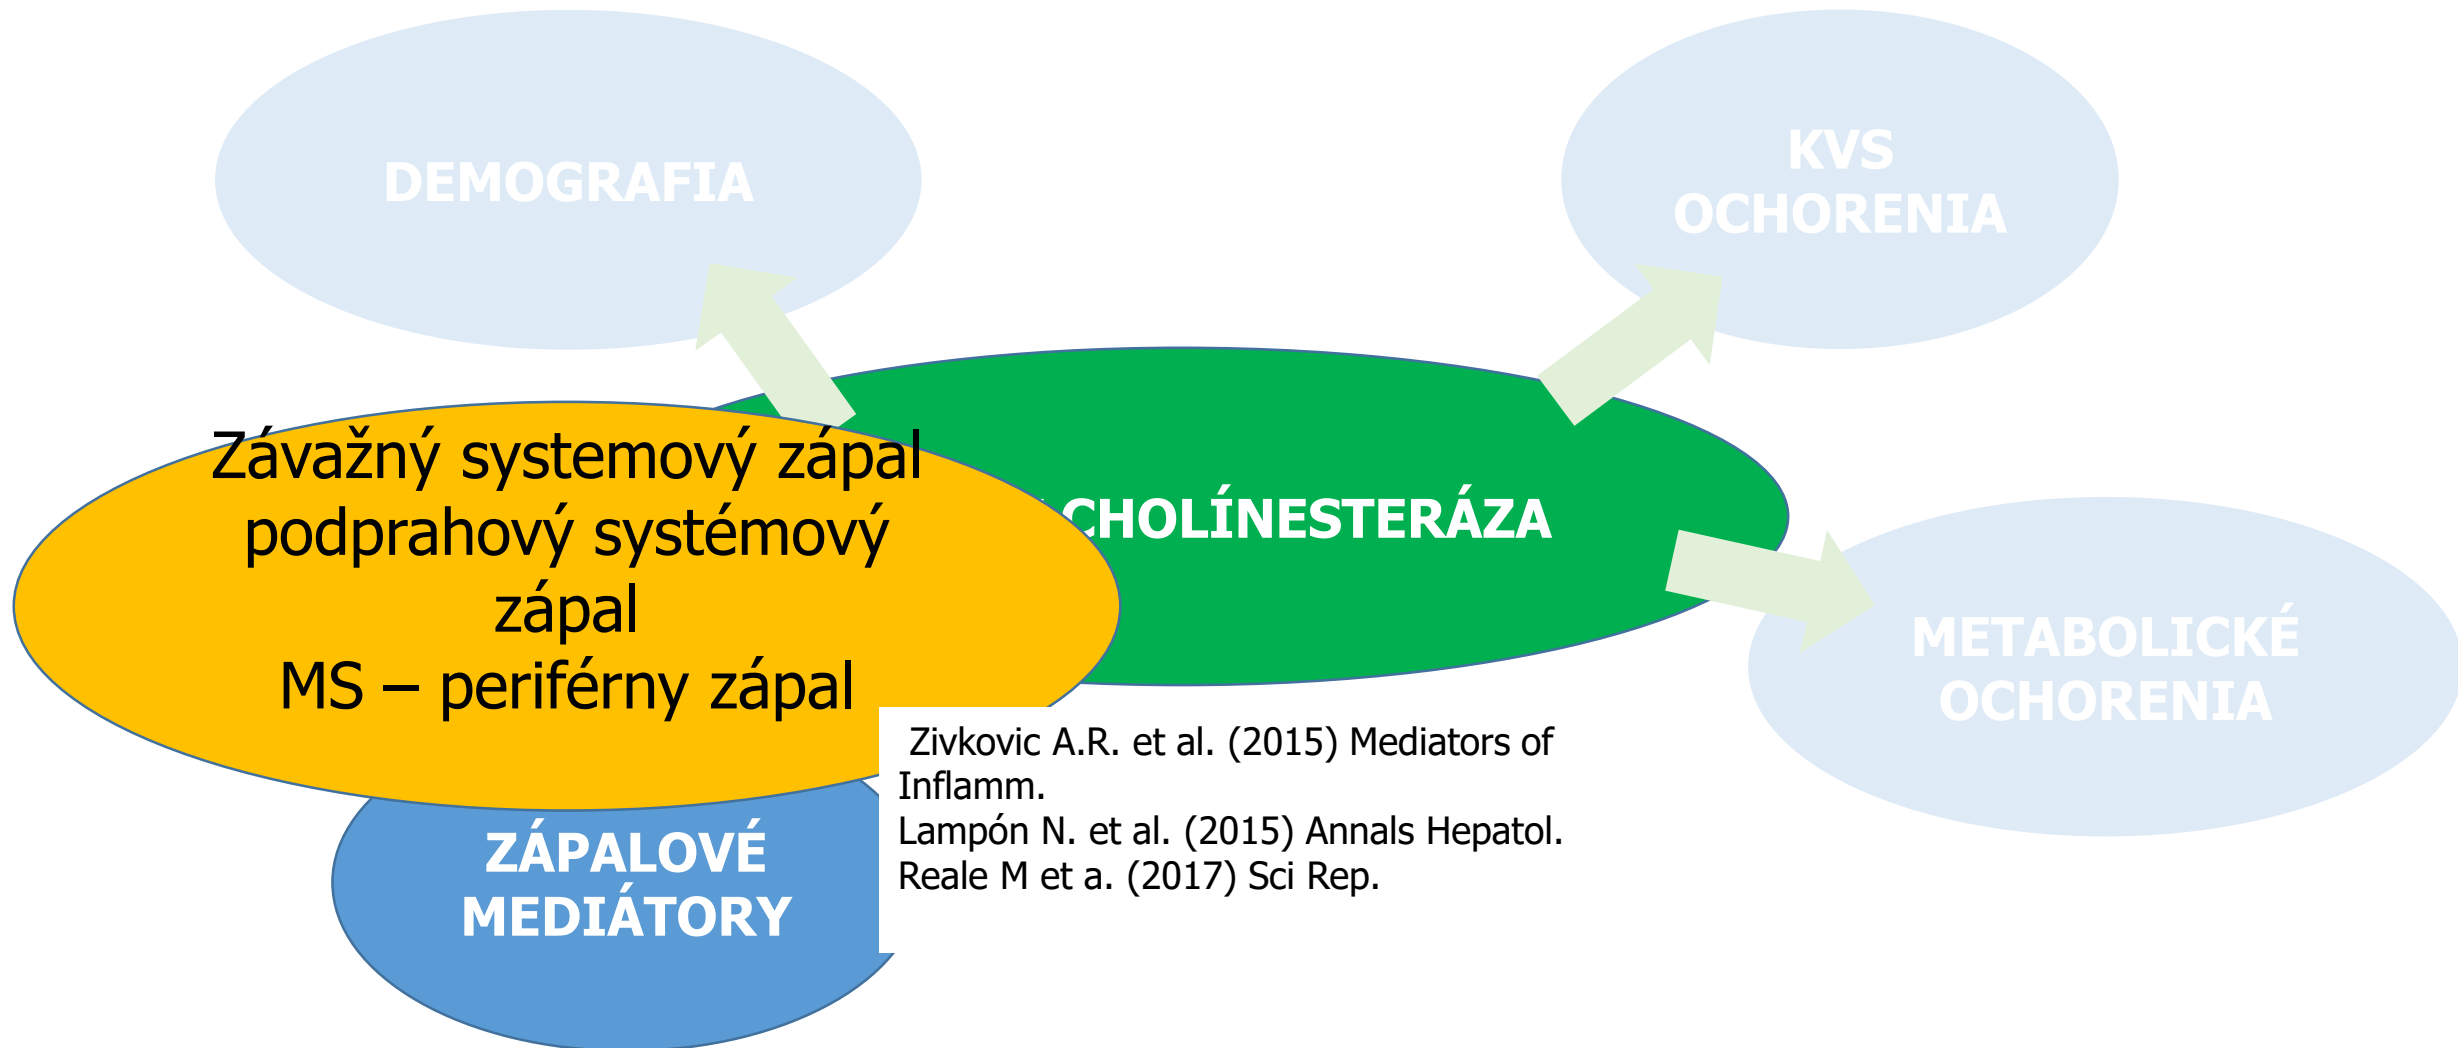 DEMOGRAFIA
KVS
OCHORENIA
Závažný systemový zápal
podprahový systémový
zápal
MS – periférny zápal
CHOLÍNESTERÁZA
METABOLICKÉ
OCHORENIA
Zivkovic A.R. et al. (2015) Mediators of
Inflamm.
Lampón N. et al. (2015) Annals Hepatol.
Reale M et a. (2017) Sci Rep.
ZÁPALOVÉ
MEDIÁTORY